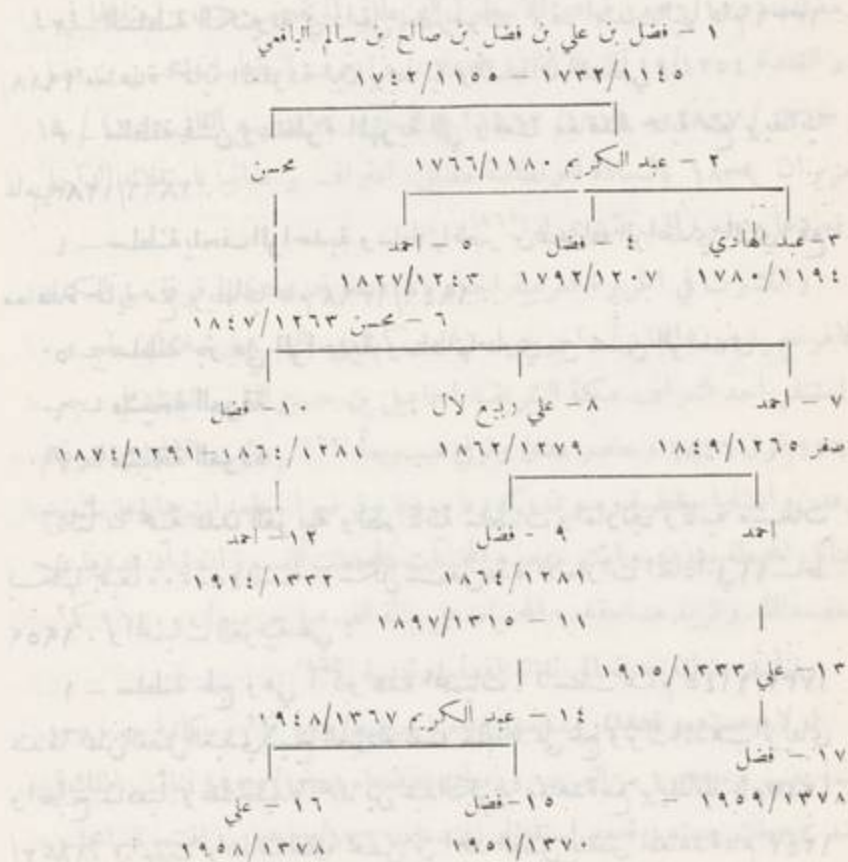 ١ – فضل بن علي بن فضل بن صالح بن سالم اليافعي
١١٤٥/١٧٣٢ – ١١٥٥/١٧٤٢
٢ – عبد الكريم ١١٨٠/١٧٦٦ محسن
٣-عبد الهادي ٤ – فضل ٥ – احمد
١١٩٤/١٧٨٠ ١٢٠٧/١٧٩٢ ١٢٤٣/١٨٢٧
٦ – محسن ١٢٦٣/١٨٤٧
٧ – احمد ٨ – علي ربيع لال ١٠ – فضل
صفر ١٢٦٥/١٨٤٩ ١٢٧٩/١٨٦٢ ١٢٨١/١٨٦٤ – ١٢٩١/١٨٧٤
احمد ٩ – فضل ١٢ – احمد
١٢٨١/١٨٦٤ ١٣٣٢/١٩١٤
١١ – ١٣١٥/١٨٩٧
١٣- علي ١٣٣٣/١٩١٥
١٤ – عبد الكريم ١٣٦٧/١٩٤٨
١٧ – فضل ١٥ -فضل ١٦ – علي
١٣٧٨/١٩٥٩ – ١٣٧٠/١٩٥١ ١٣٧٨/١٩٥٨